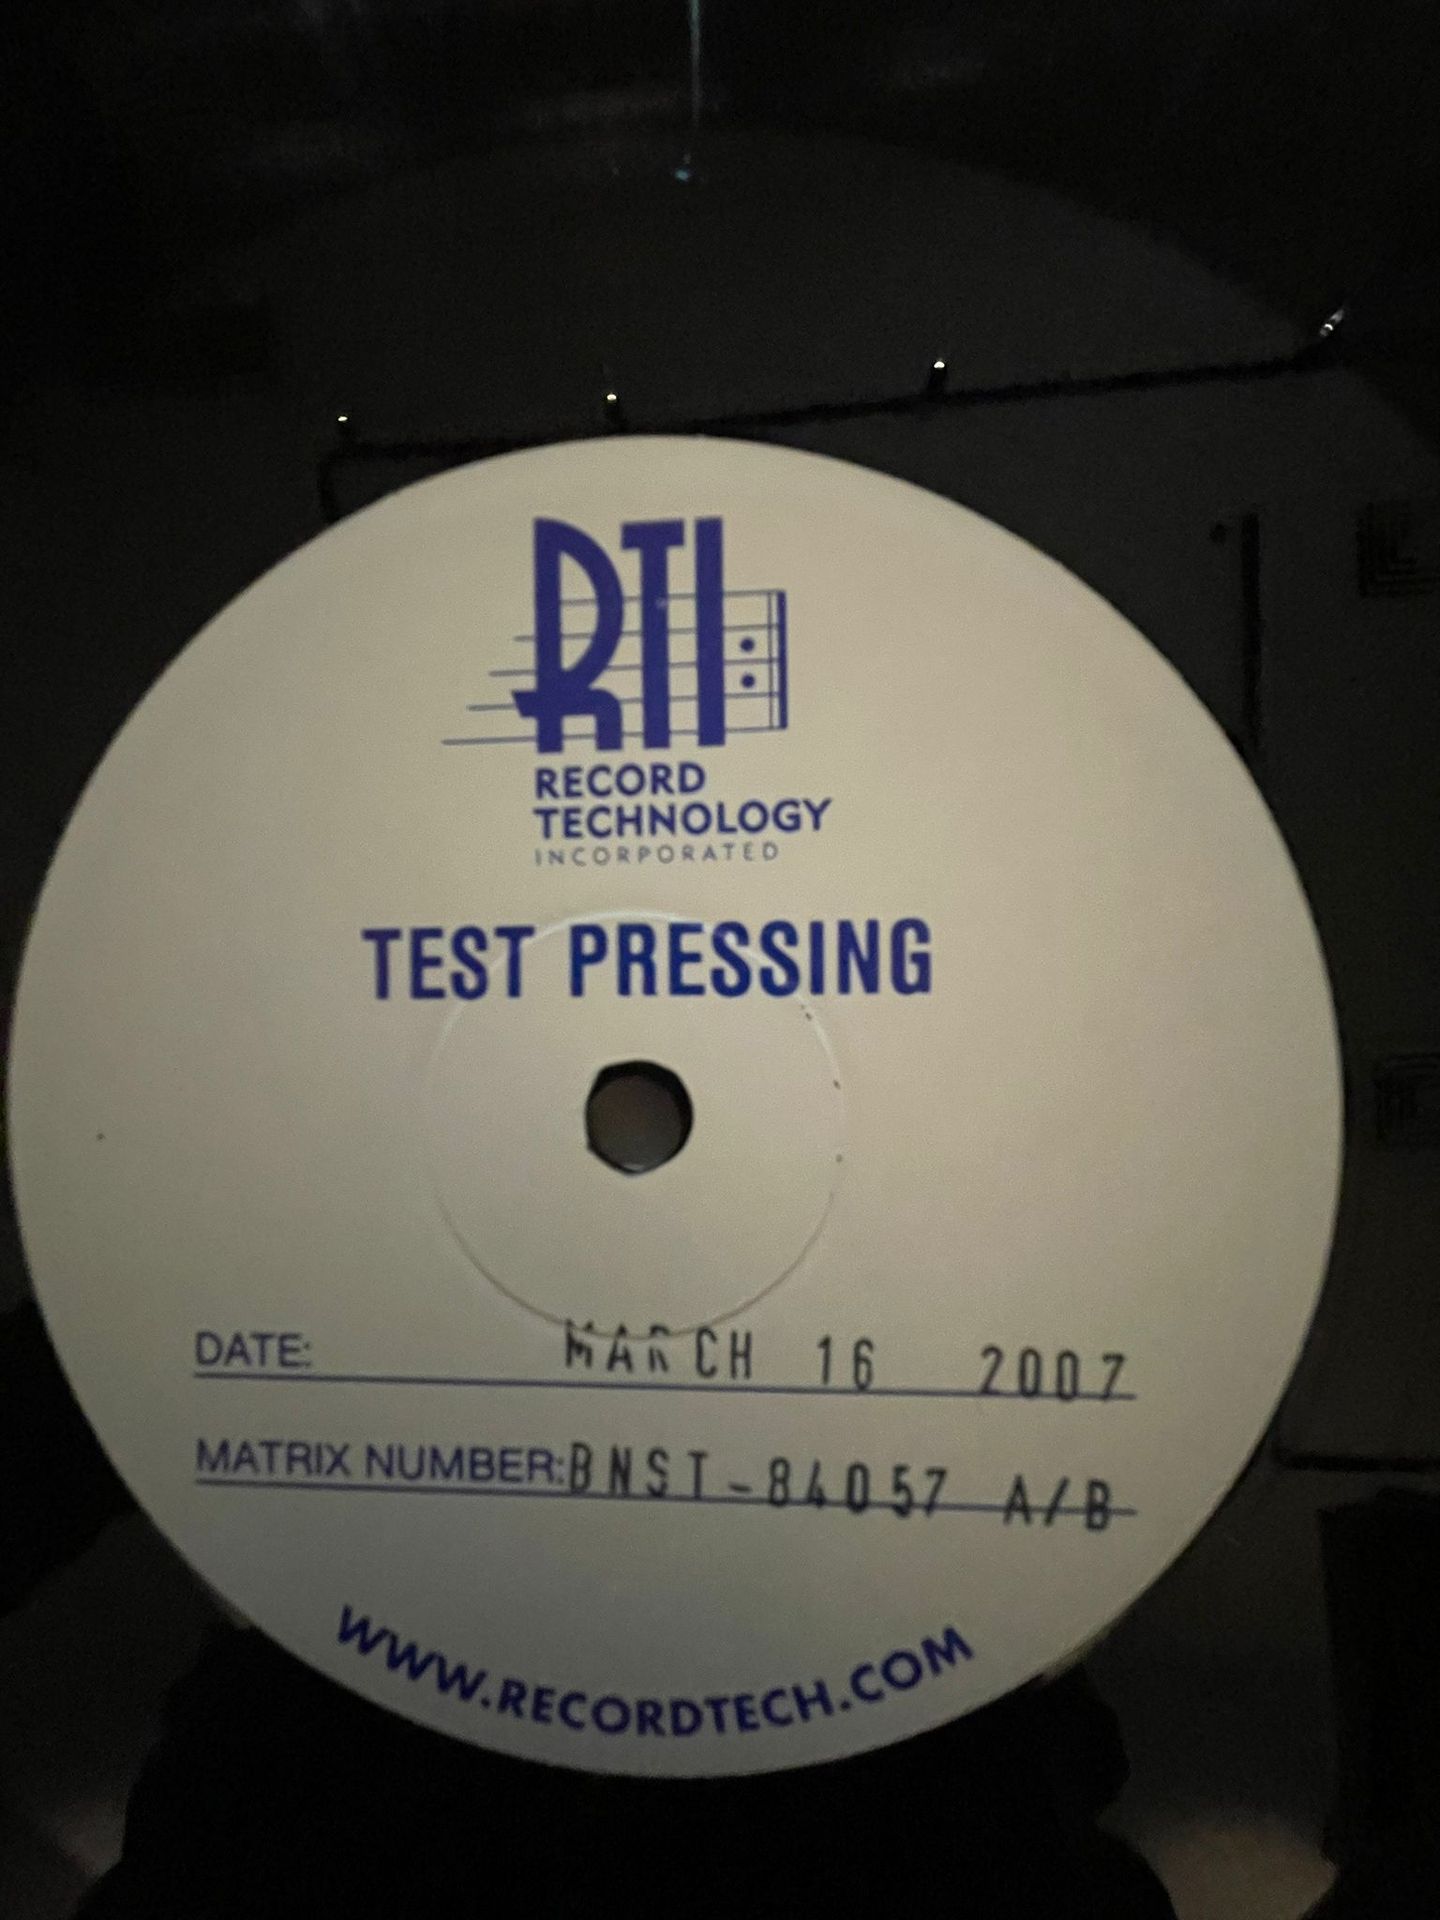 RTI
RECORD
TECHNOLOGY
INCORPORATED
TEST PRESSING
DATE: MARCH 16 2007
MATRIX NUMBER: BNST-84057 A/B
WWW.RECORDTECH.COM